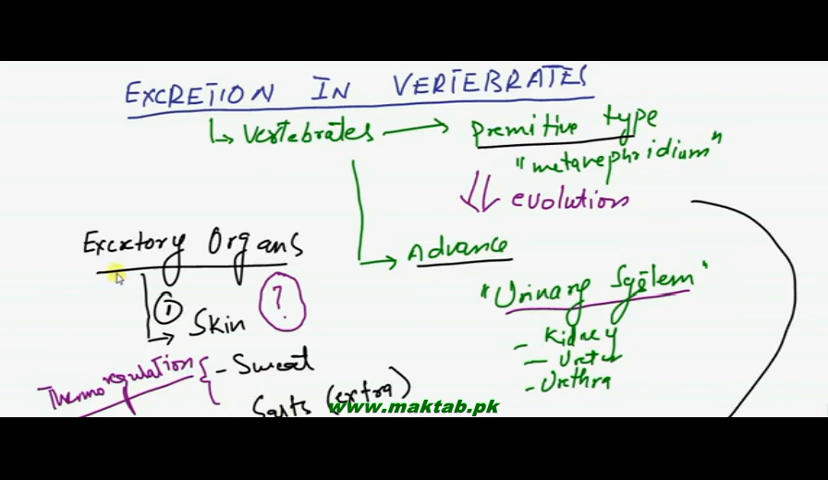 EXCRETION IN VERTEBRATES
Vertebrates
Premitive type
"metanephridium"
evolution
Advance
"Urinary System"
- Kidney
- Ureter
- Urethra
Excretory Organs
① Skin
?
Thermoregulation
- Sweat
Salts (extra)
www.maktab.pk